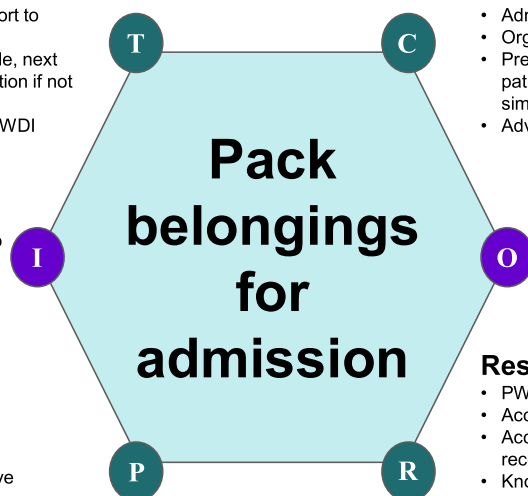 ort to
le, next
tion if not
WDI
T
C
• Adr
• Org
• Pre
pat
sim
• Adv
Pack
belongings
for
admission
I
O
Res
• PW
• Acc
• Acc
rec
• Kno
P
R
ve